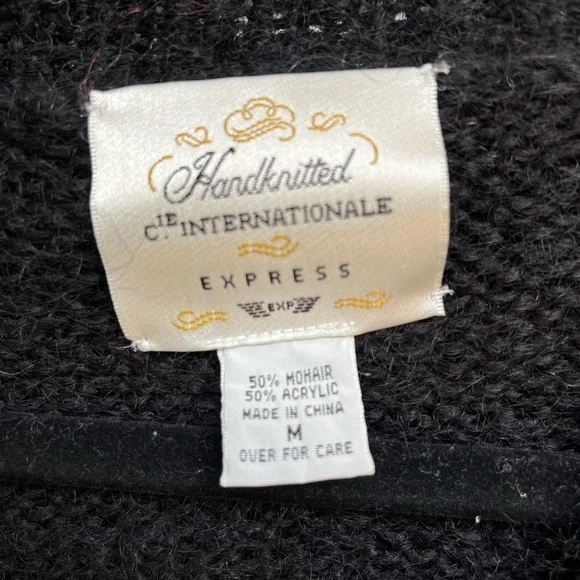 Handknitted
CIE INTERNATIONALE
EXPRESS
EXP
50% MOHAIR
50% ACRYLIC
MADE IN CHINA
M
OVER FOR CARE